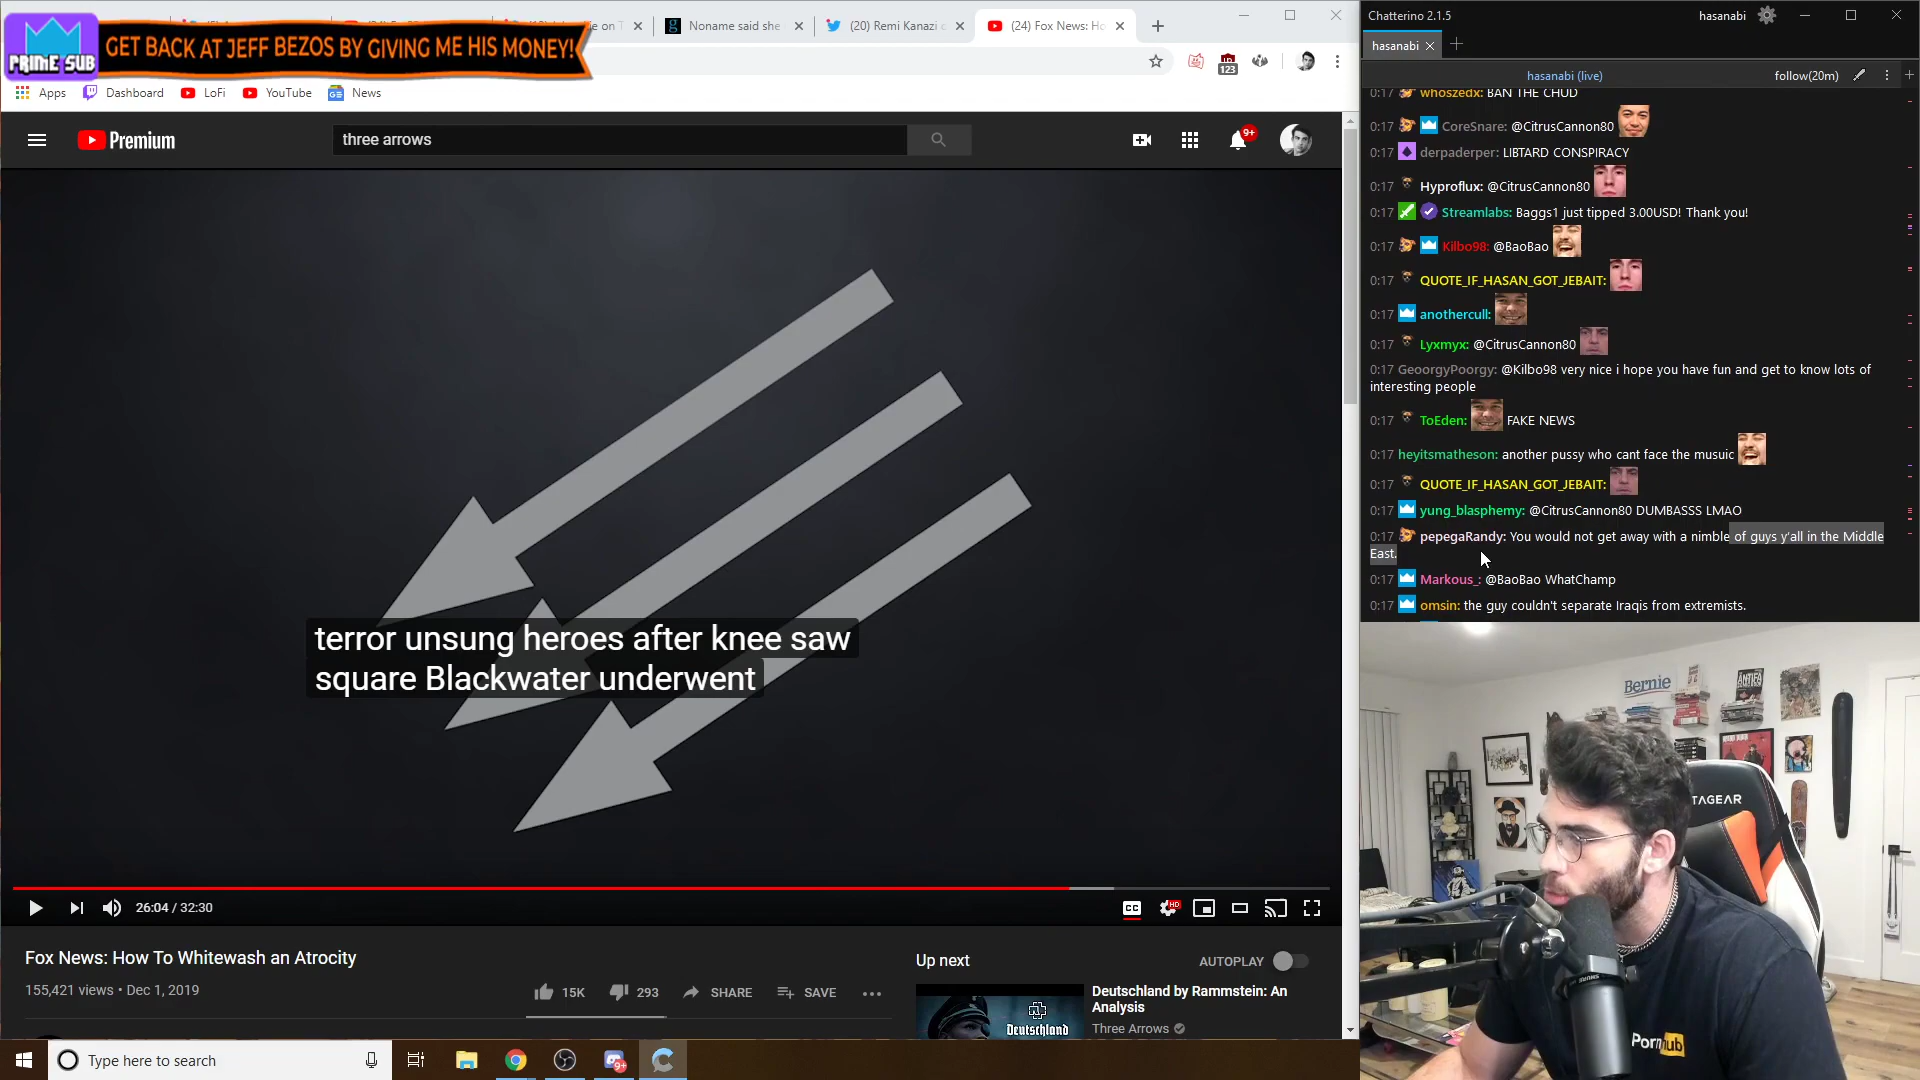 PRIME SUB
GET BACK AT JEFF BEZOS BY GIVING ME HIS MONEY!
e on T
Noname said she
(20) Remi Kanazi o
(24) Fox News: Ho
123
Apps
Dashboard
LoFi
YouTube
News
Premium
three arrows
9+
terror unsung heroes after knee saw
square Blackwater underwent
26:04 / 32:30
CC
HD
Fox News: How To Whitewash an Atrocity
155,421 views • Dec 1, 2019
15K
293
SHARE
SAVE
Up next
AUTOPLAY
Deutschland
Deutschland by Rammstein: An
Analysis
Three Arrows
Type here to search
9+
Chatterino 2.1.5
hasanabi
hasanabi
hasanabi (live)
follow(20m)
0:17 whoszedx: BAN THE CHUD
0:17 CoreSnare: @CitrusCannon80
0:17 derpaderper: LIBTARD CONSPIRACY
0:17 Hyproflux: @CitrusCannon80
0:17 Streamlabs: Baggs1 just tipped 3.00USD! Thank you!
0:17 Kilbo98: @BaoBao
0:17 QUOTE_IF_HASAN_GOT_JEBAIT:
0:17 anothercull:
0:17 Lyxmyx: @CitrusCannon80
0:17 GeoorgyPoorgy: @Kilbo98 very nice i hope you have fun and get to know lots of
interesting people
0:17 ToEden: FAKE NEWS
0:17 heyitsmatheson: another pussy who cant face the musuic
0:17 QUOTE_IF_HASAN_GOT_JEBAIT:
0:17 yung_blasphemy: @CitrusCannon80 DUMBASSS LMAO
0:17 pepegaRandy: You would not get away with a nimble of guys y'all in the Middle
East.
0:17 Markous_: @BaoBao WhatChamp
0:17 omsin: the guy couldn't separate Iraqis from extremists.
Bernie
ANTIFA
TAGEAR
Pornhub